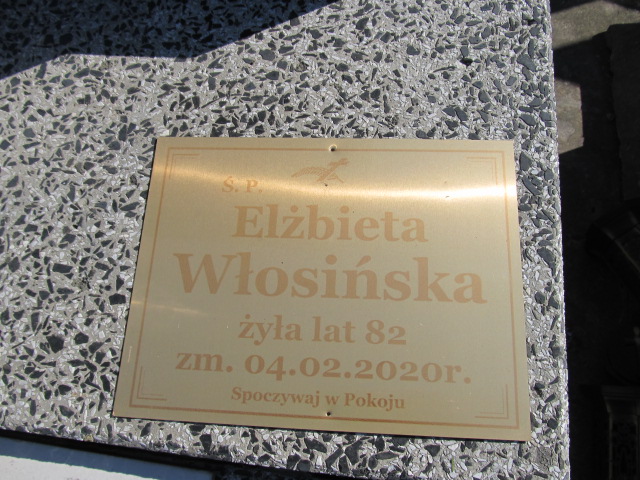 Ś. P.
Elżbieta
Włosińska
żyła lat 82
zm. 04.02.2020r.
Spoczywaj w Pokoju